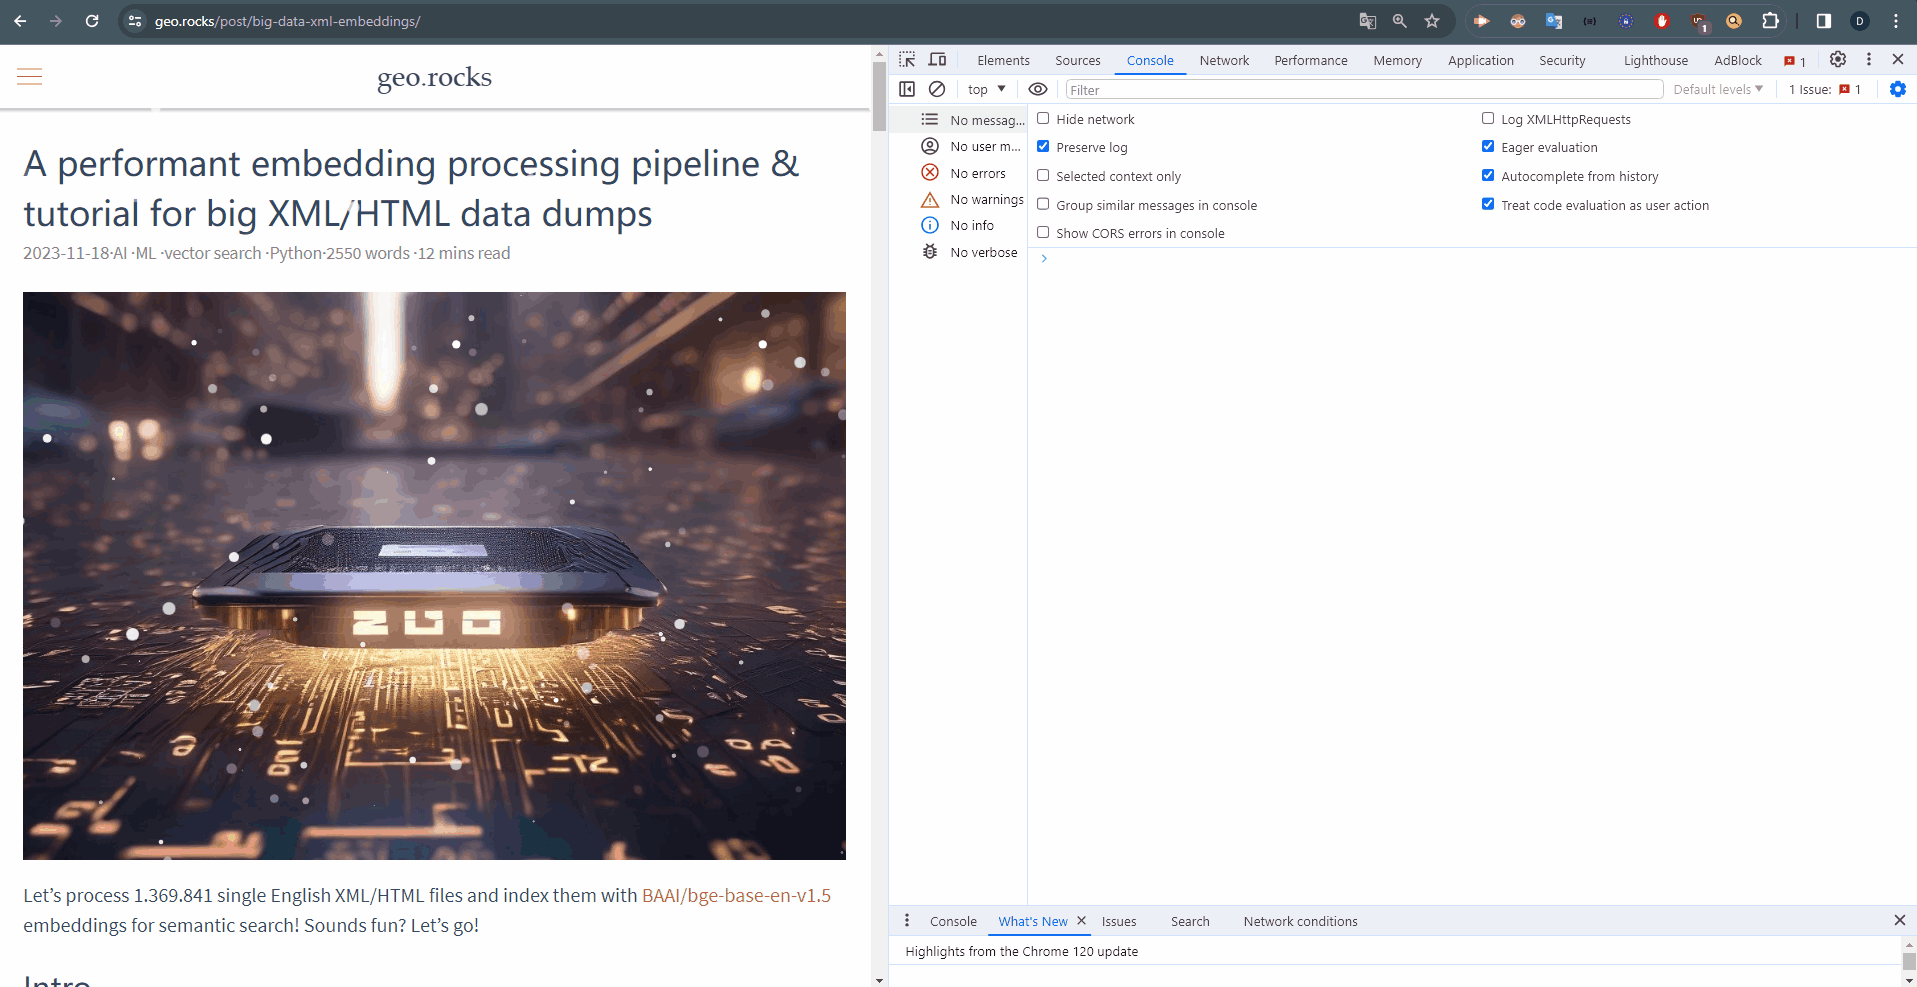 geo.rocks/post/big-data-xml-embeddings/
1
D
geo.rocks
A performant embedding processing pipeline &
tutorial for big XML/HTML data dumps
2023-11-18·AI ·ML ·vector search ·Python·2550 words ·12 mins read
Let’s process 1.369.841 single English XML/HTML files and index them with BAAI/bge-base-en-v1.5
embeddings for semantic search! Sounds fun? Let’s go!
Intro
Elements Sources Console Network Performance Memory Application Security Lighthouse AdBlock 1
top Filter Default levels 1 Issue: 1
No messag...
No user m...
No errors
No warnings
No info
No verbose
Hide network
Preserve log
Selected context only
Group similar messages in console
Show CORS errors in console
Log XMLHttpRequests
Eager evaluation
Autocomplete from history
Treat code evaluation as user action
Console What's New Issues Search Network conditions
Highlights from the Chrome 120 update